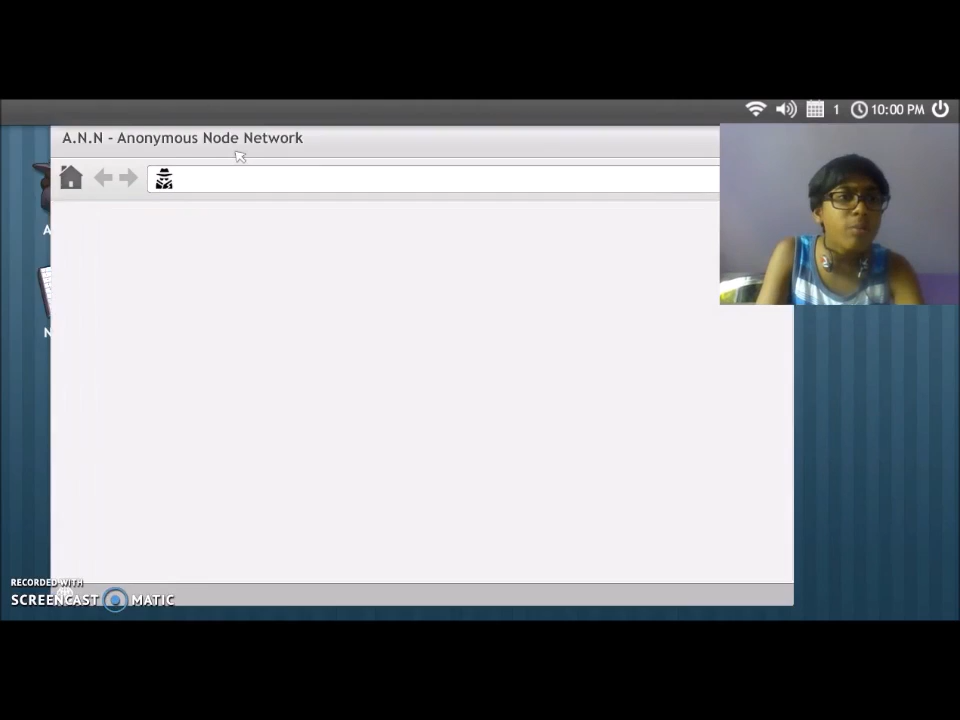 1 10:00 PM
A.N.N - Anonymous Node Network
A
N
RECORDED WITH
SCREENCAST MATIC